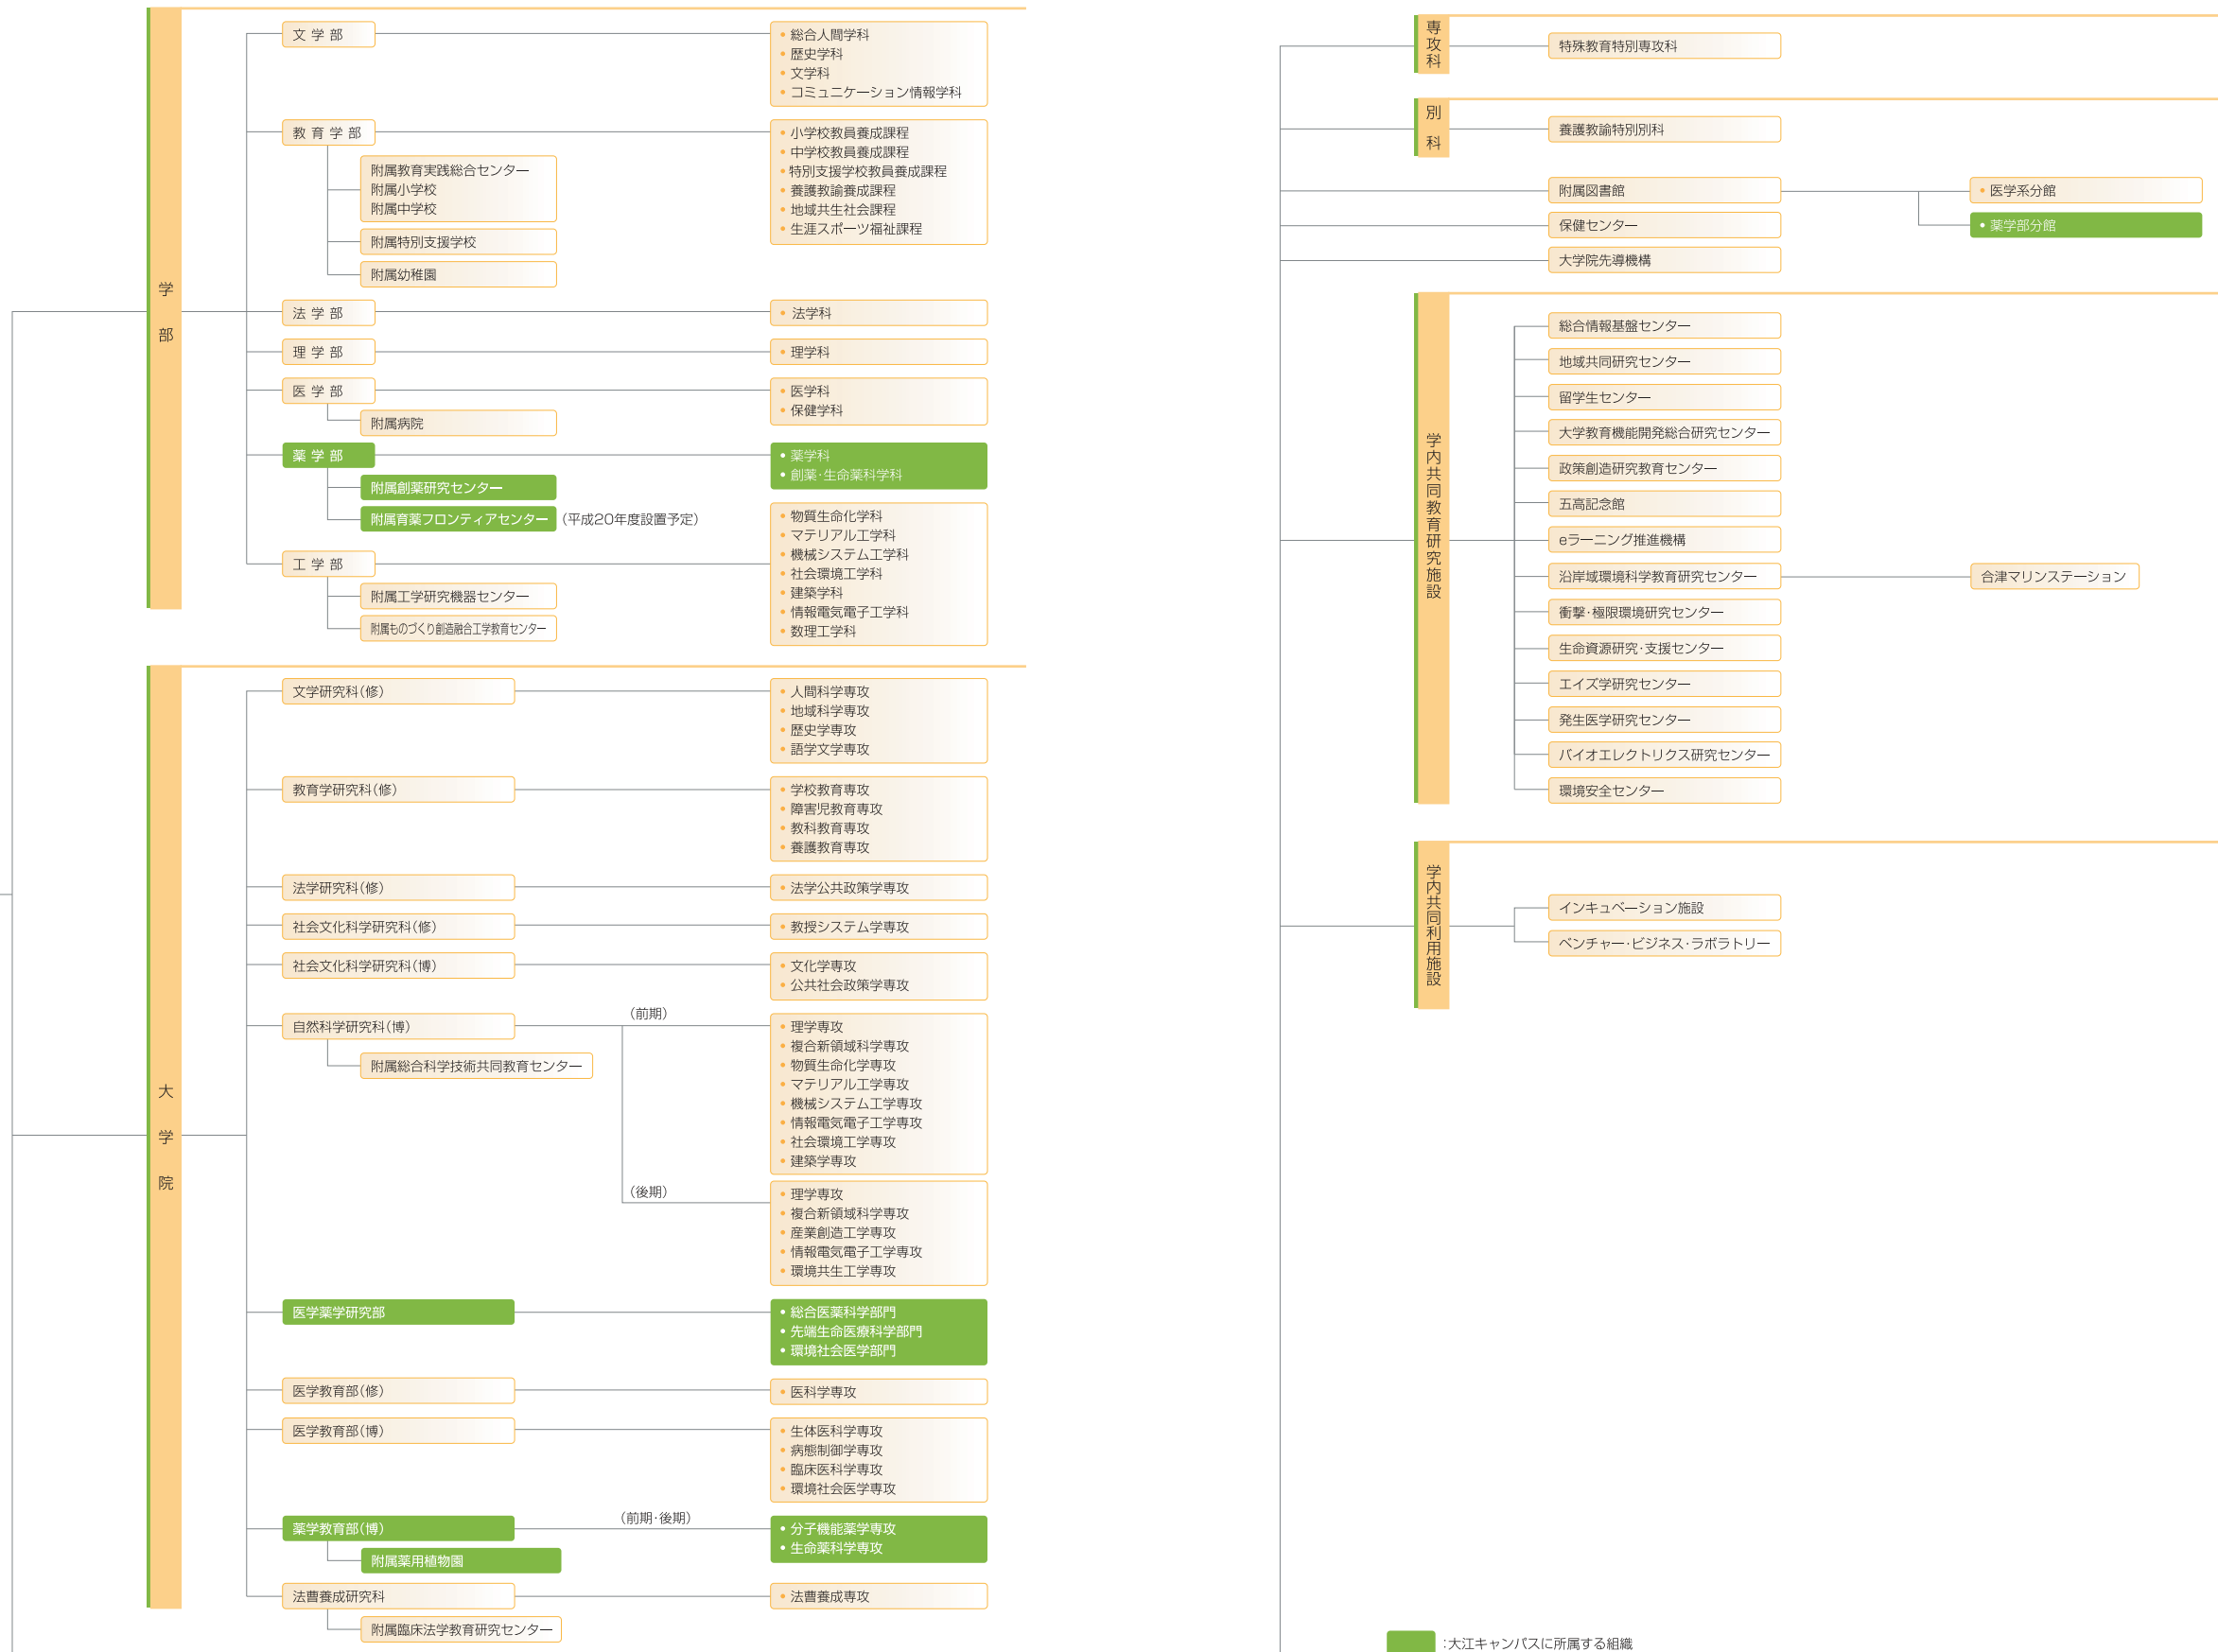 学部
文学部
総合人間学科
歴史学科
文学科
コミュニケーション情報学科
教育学部
附属教育実践総合センター
附属小学校
附属中学校
附属特別支援学校
附属幼稚園
小学校教員養成課程
中学校教員養成課程
特別支援学校教員養成課程
養護教諭養成課程
地域共生社会課程
生涯スポーツ福祉課程
法学部
法学科
理学部
理学科
医学部
附属病院
医学科
保健学科
薬学部
附属創薬研究センター
附属育薬フロンティアセンター (平成20年度設置予定)
薬学科
創薬・生命薬科学科
工学部
附属工学研究機器センター
附属ものづくり創造融合工学教育センター
物質生命化学科
マテリアル工学科
機械システム工学科
社会環境工学科
建築学科
情報電気電子工学科
数理工学科
大学院
文学研究科(修)
人間科学専攻
地域科学専攻
歴史学専攻
語学文学専攻
教育学研究科(修)
学校教育専攻
障害児教育専攻
教科教育専攻
養護教育専攻
法学研究科(修)
法学公共政策学専攻
社会文化科学研究科(修)
教授システム学専攻
社会文化科学研究科(博)
文化学専攻
公共社会政策学専攻
自然科学研究科(博)
附属総合科学技術共同教育センター
(前期)
理学専攻
複合新領域科学専攻
物質生命化学専攻
マテリアル工学専攻
機械システム工学専攻
情報電気電子工学専攻
社会環境工学専攻
建築学専攻
(後期)
理学専攻
複合新領域科学専攻
産業創造工学専攻
情報電気電子工学専攻
環境共生工学専攻
医学薬学研究部
総合医薬科学部門
先端生命医療科学部門
環境社会医学部門
医学教育部(修)
医科学専攻
医学教育部(博)
生体医科学専攻
病態制御学専攻
臨床医科学専攻
環境社会医学専攻
薬学教育部(博)
附属薬用植物園
(前期・後期)
分子機能薬学専攻
生命薬科学専攻
法曹養成研究科
附属臨床法学教育研究センター
法曹養成専攻
専攻科
特殊教育特別専攻科
別科
養護教諭特別別科
附属図書館
医学系分館
薬学部分館
保健センター
大学院先導機構
学内共同教育研究施設
総合情報基盤センター
地域共同研究センター
留学生センター
大学教育機能開発総合研究センター
政策創造研究教育センター
五高記念館
eラーニング推進機構
沿岸域環境科学教育研究センター
合津マリンステーション
衝撃・極限環境研究センター
生命資源研究・支援センター
エイズ学研究センター
発生医学研究センター
バイオエレクトリクス研究センター
環境安全センター
学内共同利用施設
インキュベーション施設
ベンチャー・ビジネス・ラボラトリー
:大江キャンパスに所属する組織